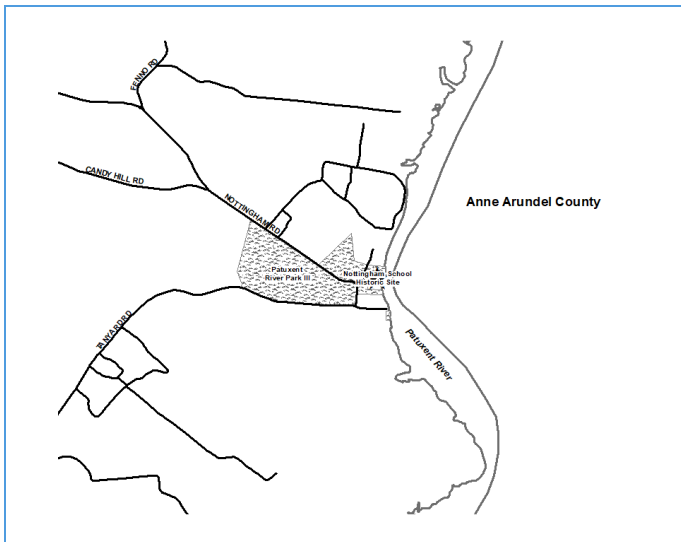 FENNO RD
CANDY HILL RD
NOTTINGHAM RD
Anne Arundel County
Patuxent
River Park III
Nottingham School
Historic Site
TANYARD RD
Patuxent River